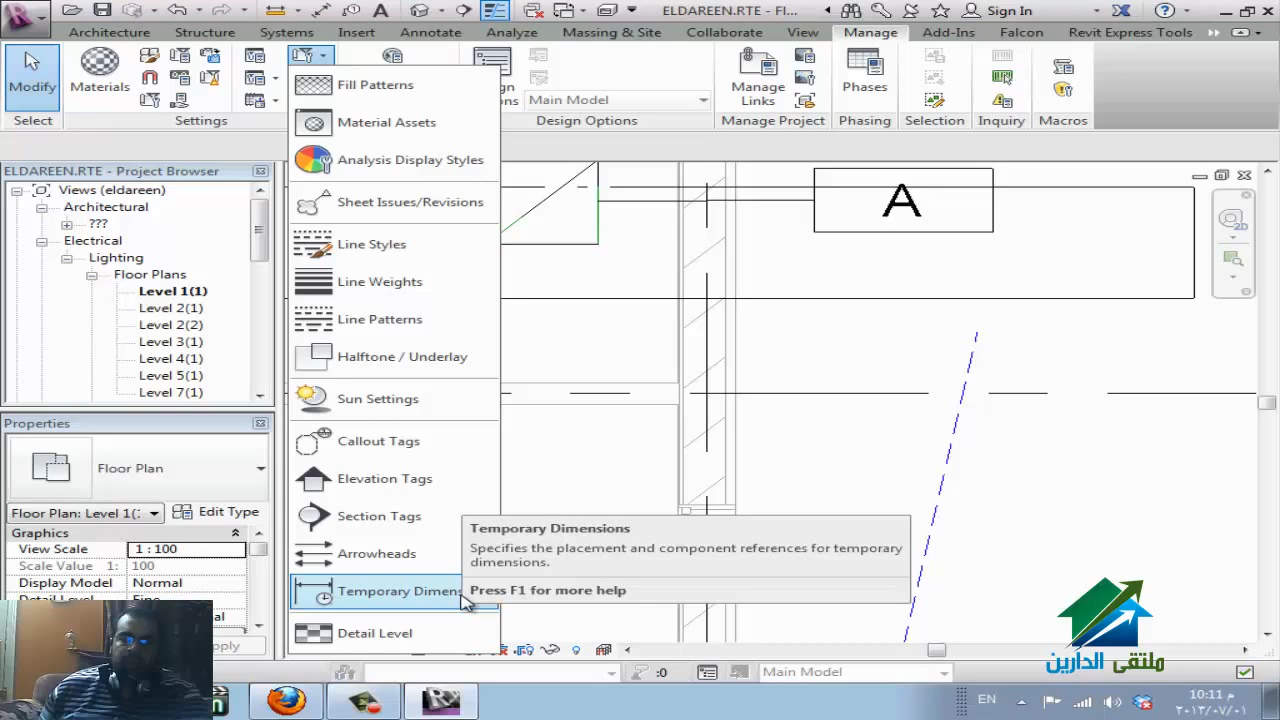 ELDAREEN.RTE - Fl...
Sign In
Architecture
Structure
Systems
Insert
Annotate
Analyze
Massing & Site
Collaborate
View
Manage
Add-Ins
Falcon
Revit Express Tools
Modify
Materials
Main Model
Manage
Links
Phases
Select
Settings
Design Options
Manage Project
Phasing
Selection
Inquiry
Macros
ELDAREEN.RTE - Project Browser
Views (eldareen)
Architectural
???
Electrical
Lighting
Floor Plans
Level 1(1)
Level 2(1)
Level 2(2)
Level 3(1)
Level 4(1)
Level 5(1)
Level 7(1)
Properties
Floor Plan
Floor Plan: Level 1(
Edit Type
Graphics
View Scale
1 : 100
Scale Value 1:
100
Display Model
Normal
Fill Patterns
Material Assets
Analysis Display Styles
Sheet Issues/Revisions
Line Styles
Line Weights
Line Patterns
Halftone / Underlay
Sun Settings
Callout Tags
Elevation Tags
Section Tags
Arrowheads
Temporary Dimens
Detail Level
Temporary Dimensions
Specifies the placement and component references for temporary
dimensions.
Press F1 for more help
A
2D
:0
Main Model
ملتقى الدارين
EN
10:11 م
٢٠١٣/٠٧/٠١